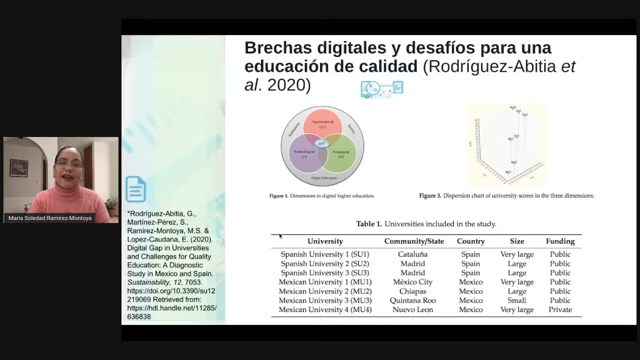 Brechas digitales y desafíos para una
educación de calidad (Rodríguez-Abitia et
al. 2020)
Organizational
Technological
Pedagogical
Higher Education
Figure 1. Dimensions in digital higher education.
Figure 3. Dispersion chart of university scores in the three dimensions.
Maria Soledad Ramirez-Montoya
*Rodríguez-Abitia, G.,
Martínez-Pérez, S.,
Ramirez-Montoya, M.S. &
Lopez-Caudana, E. (2020).
Digital Gap in Universities
and Challenges for Quality
Education: A Diagnostic
Study in Mexico and Spain.
Sustainability, 12, 7053.
https://doi.org/10.3390/su12
219069 Retrieved from:
https://hdl.handle.net/11285/
636838
Table 1. Universities included in the study.
University Community/State Country Size Funding
Spanish University 1 (SU1) Cataluña Spain Very large Public
Spanish University 2 (SU2) Madrid Spain Large Public
Spanish University 3 (SU3) Madrid Spain Large Public
Mexican University 1 (MU1) México City Mexico Very large Public
Mexican University 2 (MU2) Chiapas Mexico Large Public
Mexican University 3 (MU3) Quintana Roo Mexico Small Public
Mexican University 4 (MU4) Nuevo Leon Mexico Very large Private